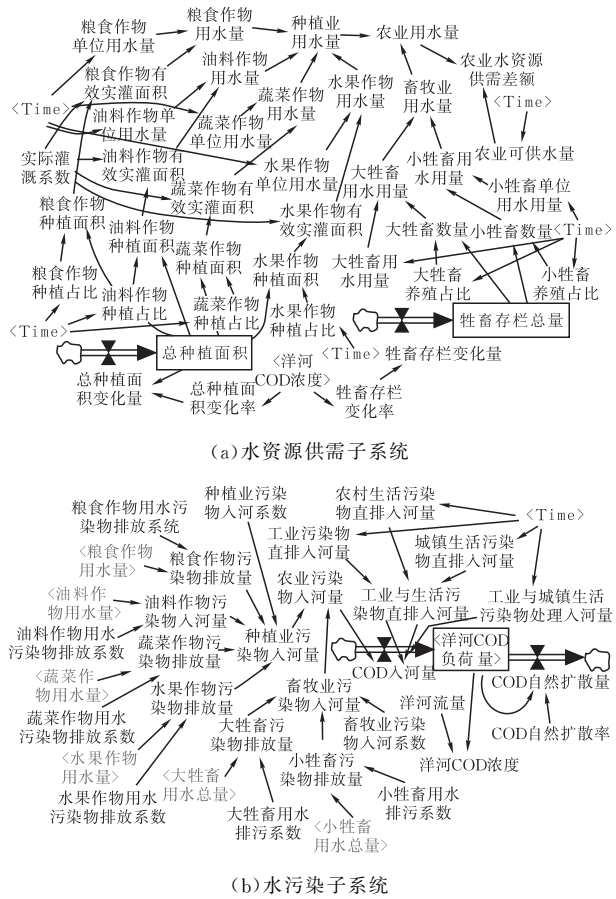 粮食作物
单位用水量
粮食作物
用水量
种植业
用水量
农业用水量
农业水资源
供需差额
粮食作物有
效实灌面积
油料作物
用水量
水果作物
用水量
畜牧业
用水量
<Time>
<Time>
油料作物单
位用水量
蔬菜作物
用水量
蔬菜作物
单位用水量
实际灌
溉系数
油料作物有
效实灌面积
水果作物
单位用水量
大牲畜
用水用量
小牲畜用
水用量
农业可供水量
小牲畜单位
用水用量
粮食作物
种植面积
蔬菜作物有
效实灌面积
水果作物有
效实灌面积
油料作物
种植面积
大牲畜数量
小牲畜数量
<Time>
蔬菜作物
种植面积
水果作物
种植面积
大牲畜用
水用量
大牲畜
养殖占比
小牲畜
养殖占比
粮食作物
种植占比
油料作物
种植占比
蔬菜作物
种植占比
水果作物
种植占比
<Time>
牲畜存栏总量
总种植面积
<Time>
牲畜存栏变化量
<洋河
COD浓度>
总种植面
积变化量
总种植面
积变化率
牲畜存栏
变化率
(a)水资源供需子系统
粮食作物用水污
染物排放系统
种植业污染
物入河系数
农村生活污染
物直排入河量
<Time>
<粮食作物
用水量>
粮食作物污
染物排放量
工业污染物
直排入河量
城镇生活污染
物直排入河量
农业污染
物入河量
<油料作
物用水量>
油料作物污
染物入河量
工业与生活污
染物直排入河量
工业与城镇生活
污染物处理入河量
油料作物用水
污染物排放系数
蔬菜作物污
染物排放量
种植业污
染物入河量
<洋河COD
负荷量>
<蔬菜作
物用水量>
水果作物污
染物排放量
COD入河量
COD自然扩散量
畜牧业污
染物入河量
洋河流量
蔬菜作物用水
污染物排放系数
大牲畜污
染物排放量
畜牧业污染
物入河系数
COD自然扩散率
<水果作物
用水量>
洋河COD浓度
<大牲畜
用水总量>
小牲畜污
染物排放量
水果作物用水
污染物排放系数
大牲畜用水
排污系数
小牲畜用水
排污系数
<小牲畜
用水总量>
(b)水污染子系统